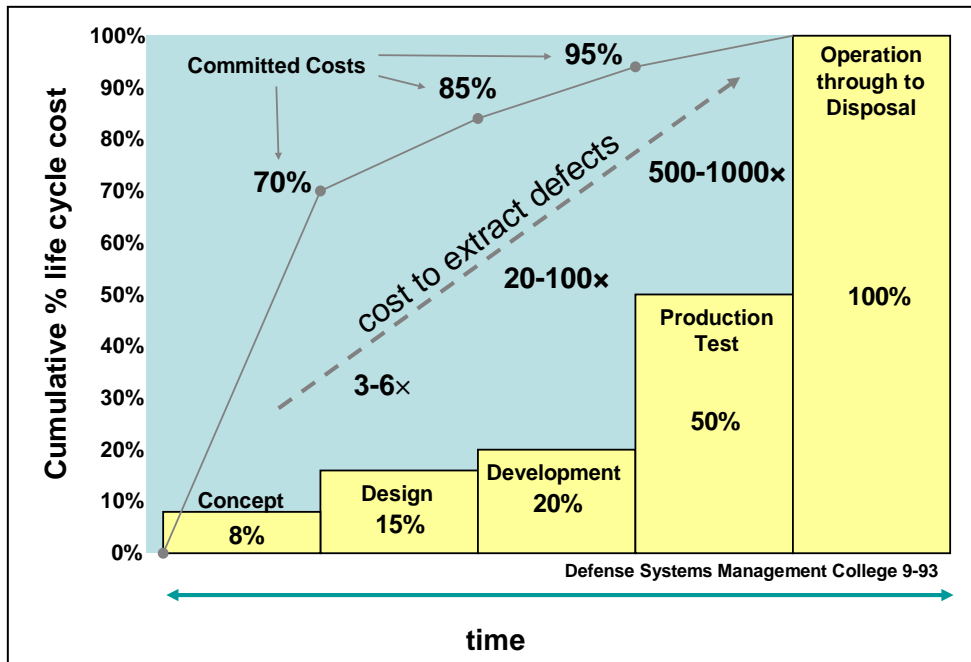 Cumulative % life cycle cost
100%
90%
80%
70%
60%
50%
40%
30%
20%
10%
0%
Committed Costs
70%
85%
95%
cost to extract defects
3-6×
20-100×
500-1000×
Concept
8%
Design
15%
Development
20%
Production
Test
50%
Operation
through to
Disposal
100%
Defense Systems Management College 9-93
time